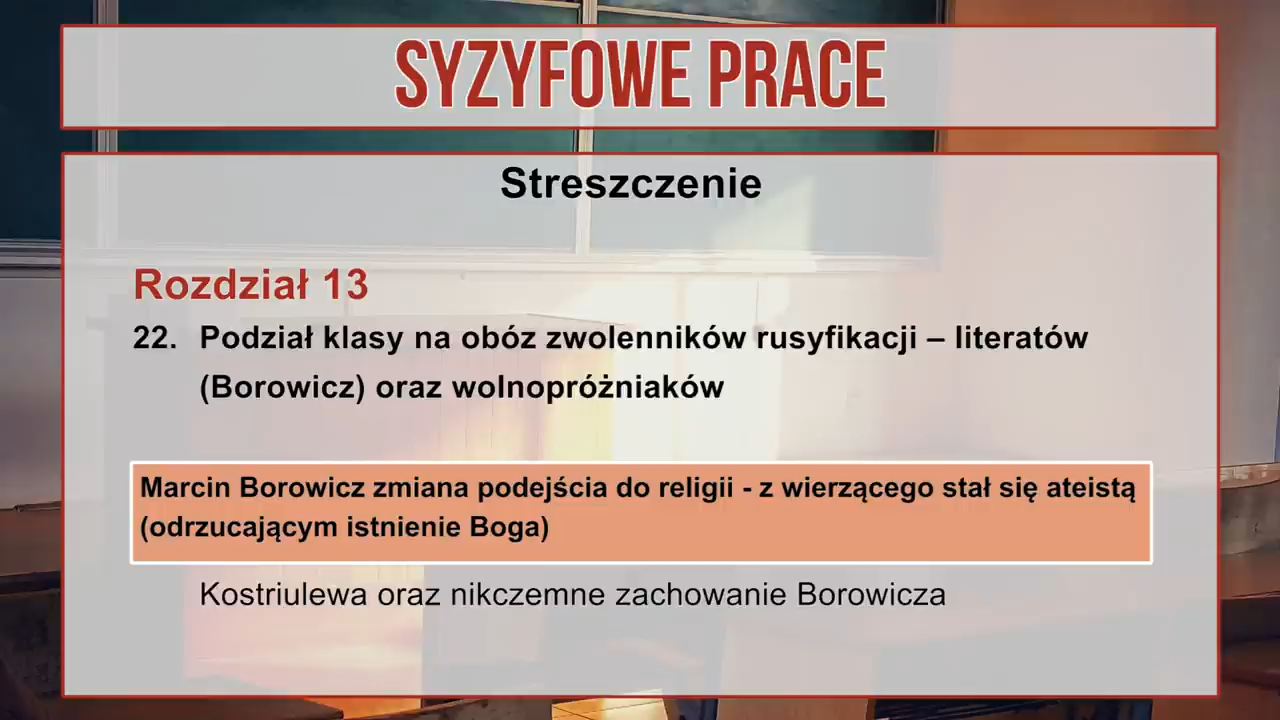 SYZYFOWE PRACE
Streszczenie
Rozdział 13
22. Podział klasy na obóz zwolenników rusyfikacji – literatów
(Borowicz) oraz wolnopróżniaków
Marcin Borowicz zmiana podejścia do religii - z wierzącego stał się ateistą
(odrzucającym istnienie Boga)
Kostriulewa oraz nikczemne zachowanie Borowicza